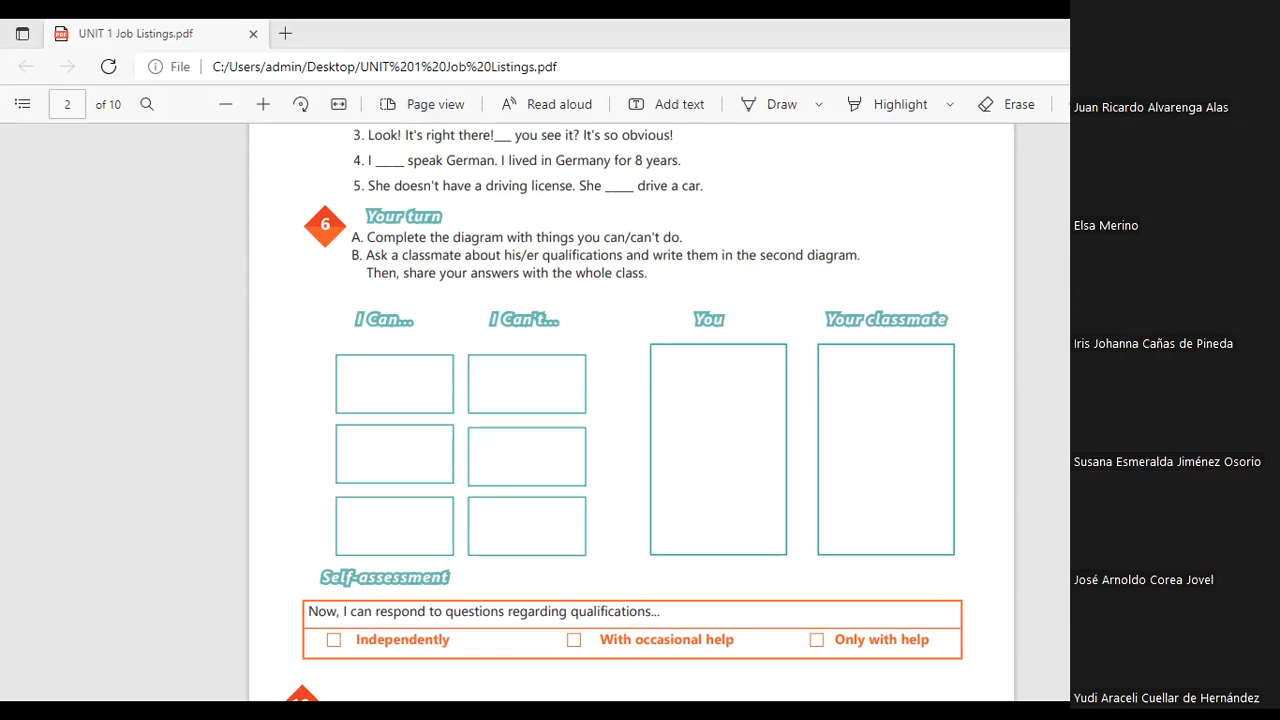 UNIT 1 Job Listings.pdf
File C:/Users/admin/Desktop/UNIT%201%20Job%20Listings.pdf
2 of 10 Page view Read aloud Add text Draw Highlight Erase
3. Look! It's right there!__ you see it? It's so obvious!
4. I ____ speak German. I lived in Germany for 8 years.
5. She doesn't have a driving license. She ____ drive a car.
6 Your turn
A. Complete the diagram with things you can/can't do.
B. Ask a classmate about his/er qualifications and write them in the second diagram.
Then, share your answers with the whole class.
I Can... I Can't... You Your classmate
Self-assessment
Now, I can respond to questions regarding qualifications...
Independently With occasional help Only with help
Juan Ricardo Alvarenga Alas
Elsa Merino
Iris Johanna Cañas de Pineda
Susana Esmeralda Jiménez Osorio
José Arnoldo Corea Jovel
Yudi Araceli Cuellar de Hernández